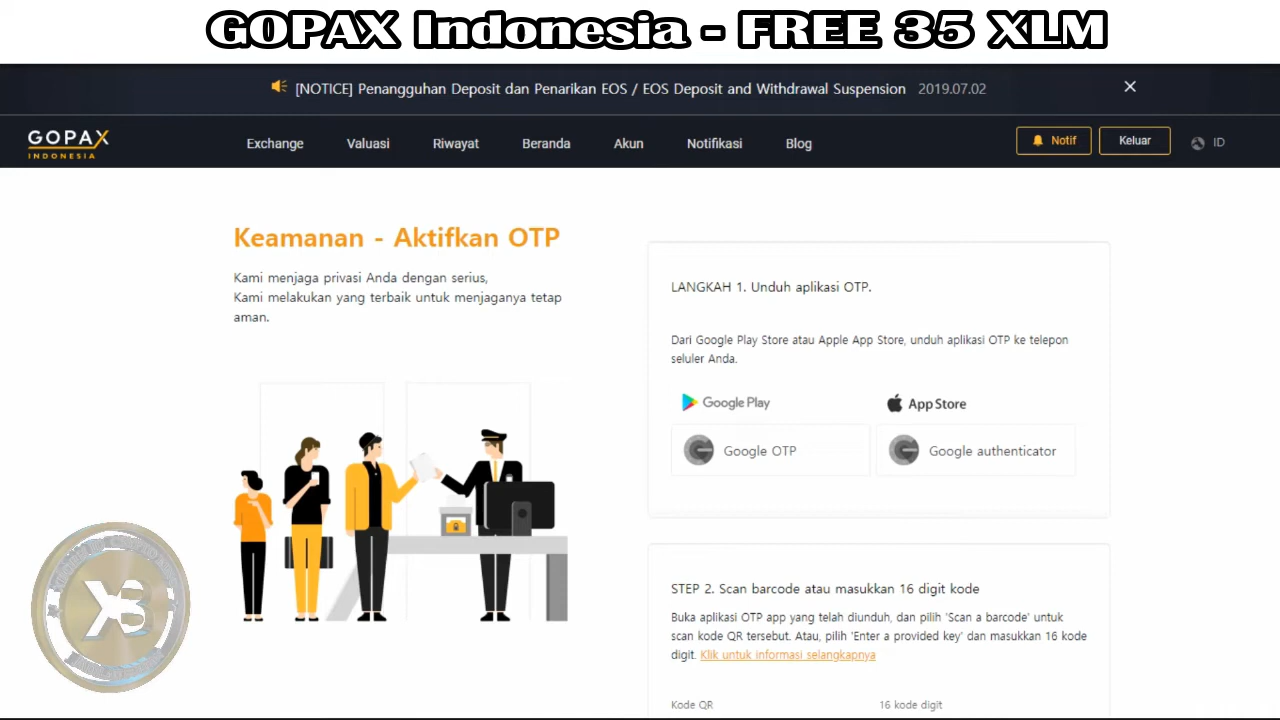 GOPAX Indonesia - FREE 35 XLM
[NOTICE] Penangguhan Deposit dan Penarikan EOS / EOS Deposit and Withdrawal Suspension 2019.07.02
GOPAX
INDONESIA
Exchange Valuasi Riwayat Beranda Akun Notifikasi Blog
Notif Keluar ID
Keamanan - Aktifkan OTP
Kami menjaga privasi Anda dengan serius,
Kami melakukan yang terbaik untuk menjaganya tetap
aman.
LANGKAH 1. Unduh aplikasi OTP.
Dari Google Play Store atau Apple App Store, unduh aplikasi OTP ke telepon
seluler Anda.
Google Play App Store
Google OTP Google authenticator
STEP 2. Scan barcode atau masukkan 16 digit kode
Buka aplikasi OTP app yang telah diunduh, dan pilih 'Scan a barcode' untuk
scan kode QR tersebut. Atau, pilih 'Enter a provided key' dan masukkan 16 kode
digit. Klik untuk informasi selangkapnya
Kode QR 16 kode digit